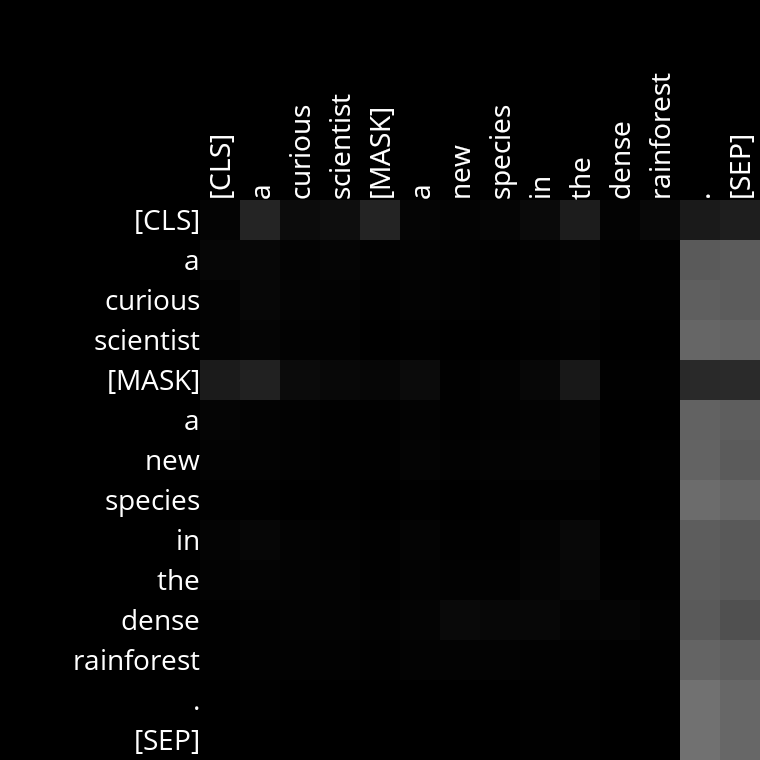 [CLS]
a
curious
scientist
[MASK]
a
new
species
in
the
dense
rainforest
.
[SEP]
[CLS]
a
curious
scientist
[MASK]
a
new
species
in
the
dense
rainforest
.
[SEP]